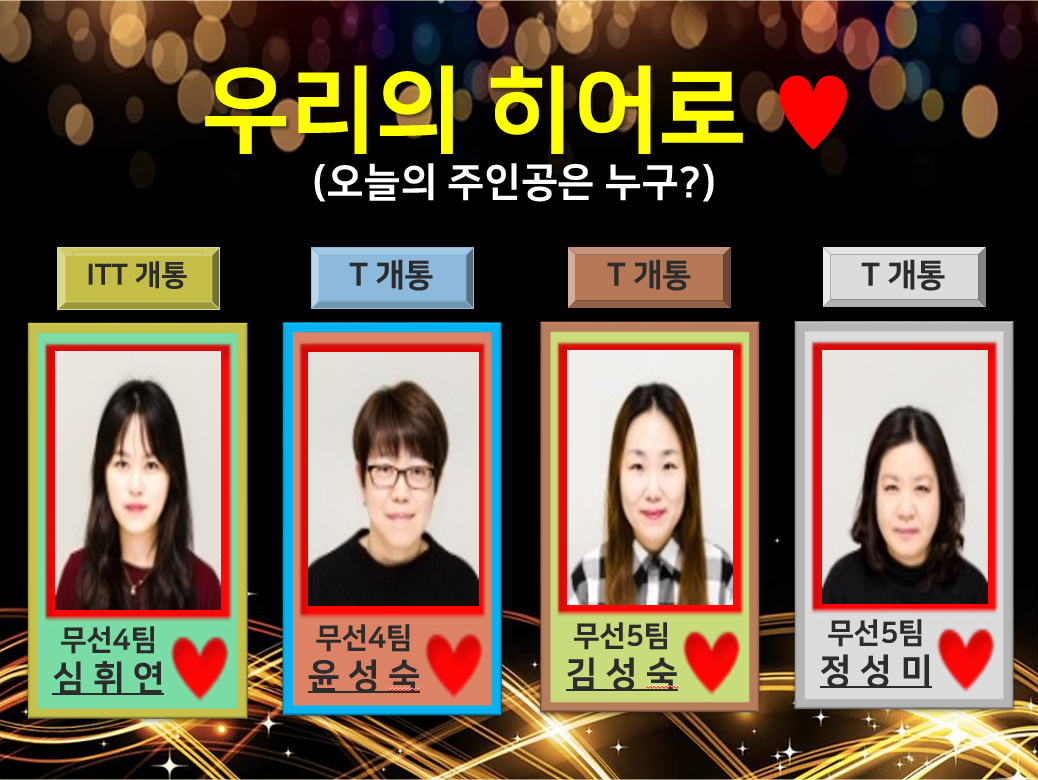 우리의 히어로
(오늘의 주인공은 누구?)
ITT 개통
T 개통
T 개통
T 개통
무선4팀
심 휘 연
무선4팀
윤 성 숙
무선5팀
김 성 숙
무선5팀
정 성 미